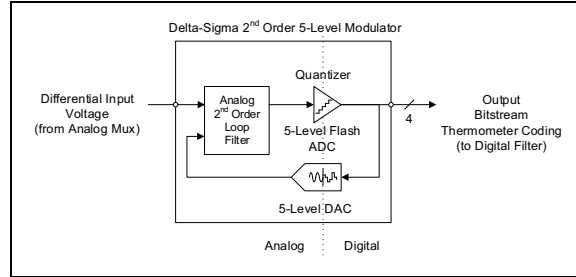 Delta-Sigma 2nd Order 5-Level Modulator
Differential Input
Voltage
(from Analog Mux)
Analog
2nd Order
Loop
Filter
Quantizer
5-Level Flash
ADC
5-Level DAC
4
Output
Bitstream
Thermometer Coding
(to Digital Filter)
Analog
Digital